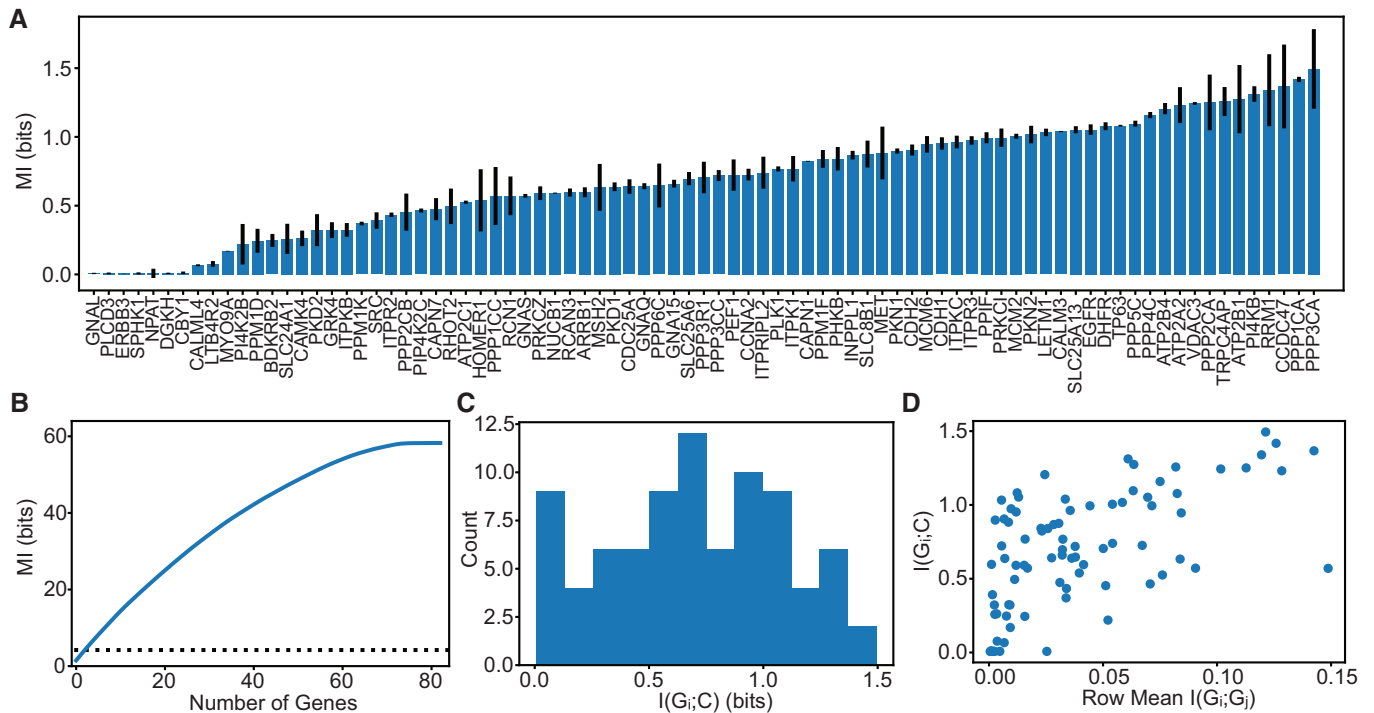 A
MI (bits)
1.5
1.0
0.5
0.0
GNAL
PLCD3
ERBB3
SPHK1
NPAT
DGKH
CBY1
CALML4
LTB4R2
MYO9A
PI4K2B
PPM1D
BDKRB2
SLC24A1
CAMK4
PKD2
GRK4
ITPKB
PPM1K
SRC
ITPR2
PPP2CB
PIP4K2C
CAPN7
RHOT2
ATP2C1
HOMER1
PPP1CC
RCN1
GNAS
PRKCZ
NUCB1
RCAN3
ARRB1
MSH2
PKD1
CDC25A
GNAQ
PPP6C
GNA15
SLC25A6
PPP3R1
PPP3CC
PEF1
CCNA2
ITPRIPL2
PLK1
ITPK1
CAPN1
PPM1F
PHKB
INPPL1
SLC8B1
MET
PKN1
CDH2
MCM6
CDH1
ITPKC
ITPR3
PPIF
PRKCI
MCM2
PKN2
LETM1
CALM3
SLC25A13
EGFR
DHFR
TP63
PPP5C
PPP4C
ATP2B4
ATP2A2
VDAC3
PPP2CA
TRPC4AP
ATP2B1
PI4KB
RRM1
CCDC47
PPP1CA
PPP3CA
B
MI (bits)
60
40
20
0
0 20 40 60 80
Number of Genes
C
Count
12.5
10.0
7.5
5.0
2.5
0.0
0.0 0.5 1.0 1.5
I(Gᵢ;C) (bits)
D
I(Gᵢ;C)
1.5
1.0
0.5
0.0
0.00 0.05 0.10 0.15
Row Mean I(Gᵢ;Gⱼ)